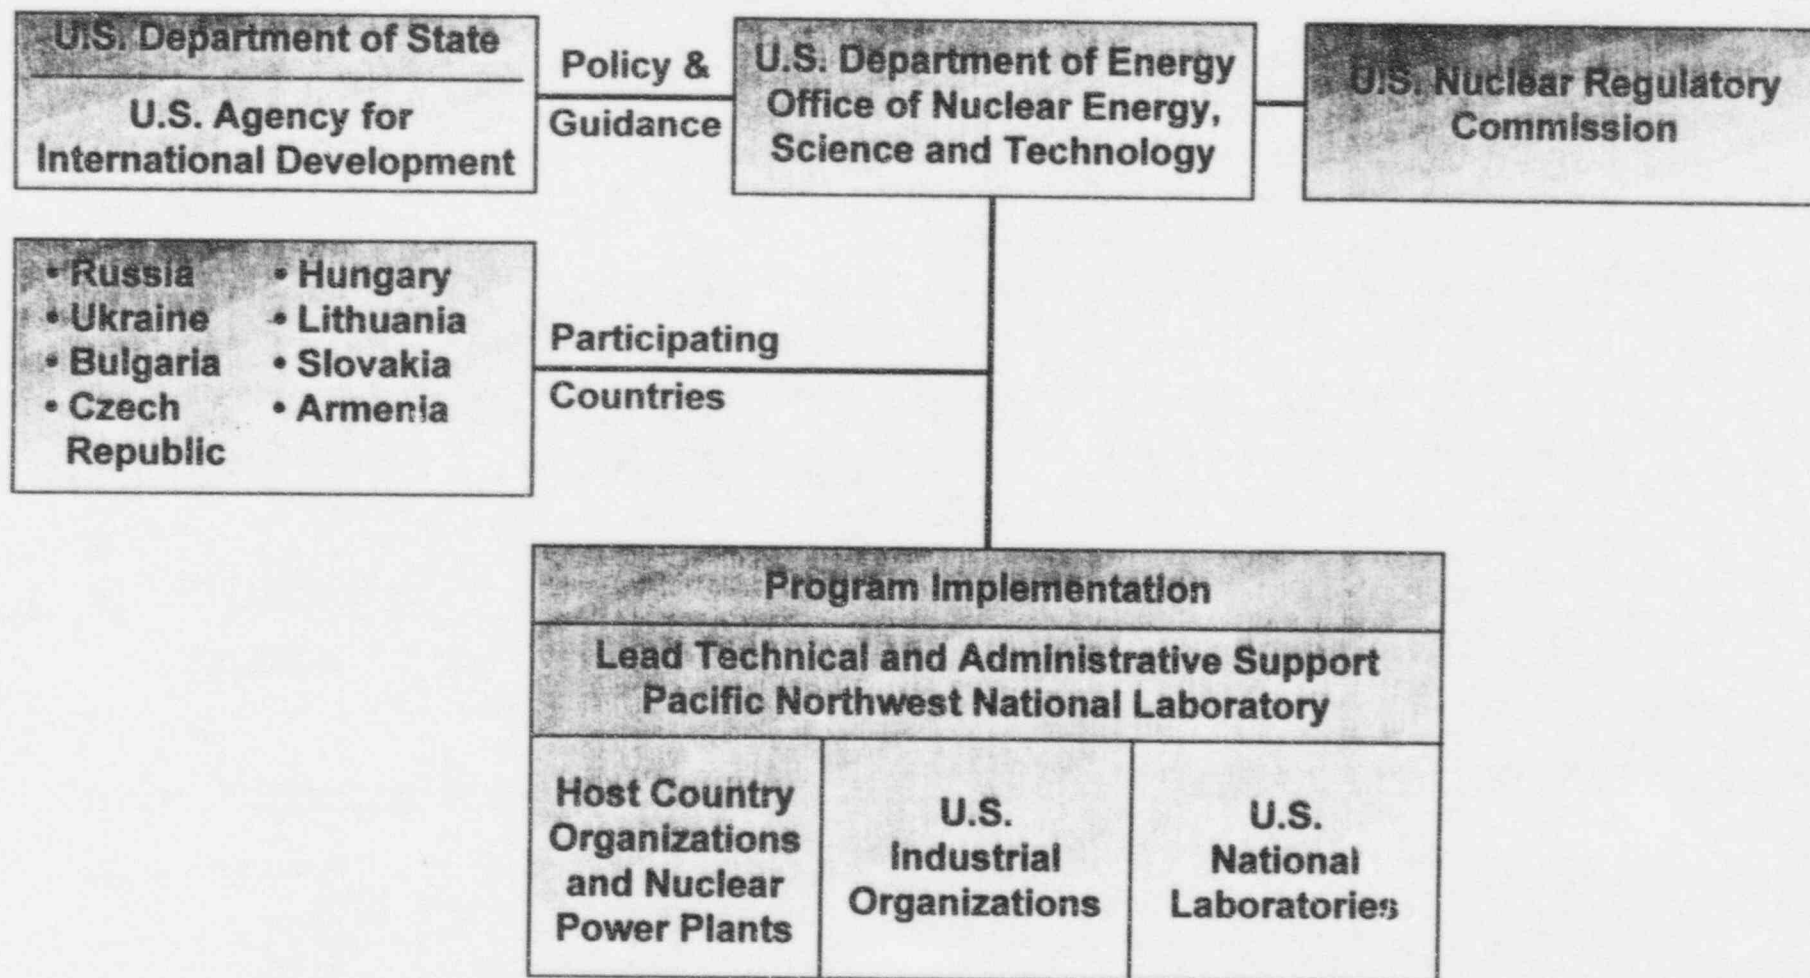 U.S. Department of State
U.S. Agency for
International Development
Policy &
Guidance
U.S. Department of Energy
Office of Nuclear Energy,
Science and Technology
U.S. Nuclear Regulatory
Commission
• Russia
• Ukraine
• Bulgaria
• Czech
Republic
• Hungary
• Lithuania
• Slovakia
• Armenia
Participating
Countries
Program Implementation
Lead Technical and Administrative Support
Pacific Northwest National Laboratory
Host Country
Organizations
and Nuclear
Power Plants
U.S.
Industrial
Organizations
U.S.
National
Laboratories